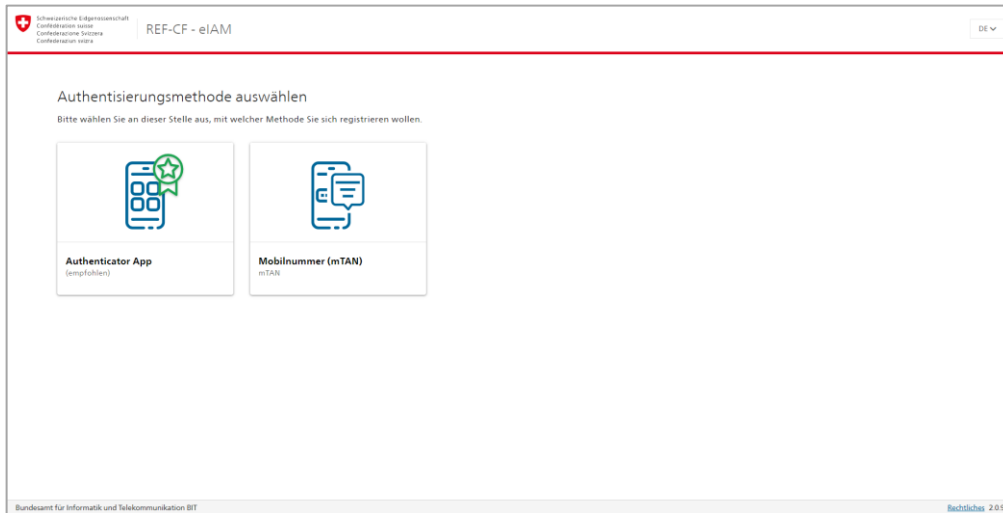 Schweizerische Eidgenossenschaft
Confédération suisse
Confederazione Svizzera
Confederaziun svizra
REF-CF - eIAM
DE
Authentisierungsmethode auswählen
Bitte wählen Sie an dieser Stelle aus, mit welcher Methode Sie sich registrieren wollen.
Authenticator App
(empfohlen)
Mobilnummer (mTAN)
mTAN
Bundesamt für Informatik und Telekommunikation BIT
Rechtliches